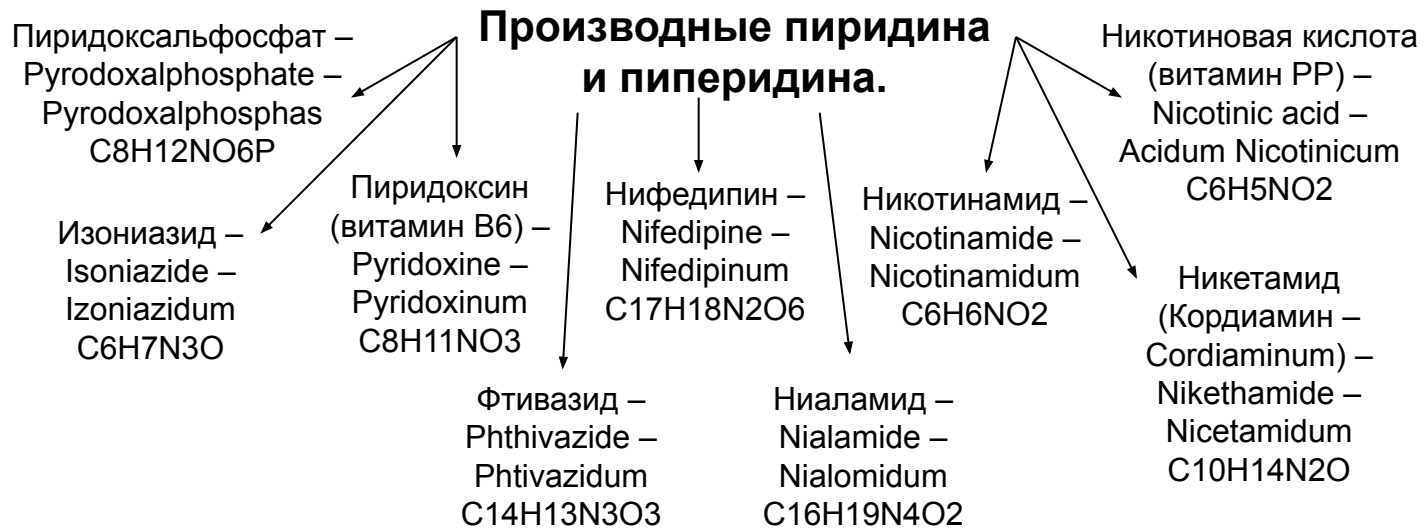 Производные пиридина
и пиперидина.
Пиридоксальфосфат –
Pyrodoxalphosphate –
Pyrodoxalphosphas
C8H12NO6P
Изониазид –
Isoniazide –
Izoniazidum
C6H7N3O
Пиридоксин
(витамин B6) –
Pyridoxine –
Pyridoxinum
C8H11NO3
Фтивазид –
Phthivazide –
Phtivazidum
C14H13N3O3
Нифедипин –
Nifedipine –
Nifedipinum
C17H18N2O6
Ниаламид –
Nialamide –
Nialomidum
C16H19N4O2
Никотинамид –
Nicotinamide –
Nicotinamidum
C6H6NO2
Никотиновая кислота
(витамин PP) –
Nicotinic acid –
Acidum Nicotinicum
C6H5NO2
Никетамид
(Кордиамин –
Cordiaminum) –
Nikethamide –
Nicetamidum
C10H14N2O